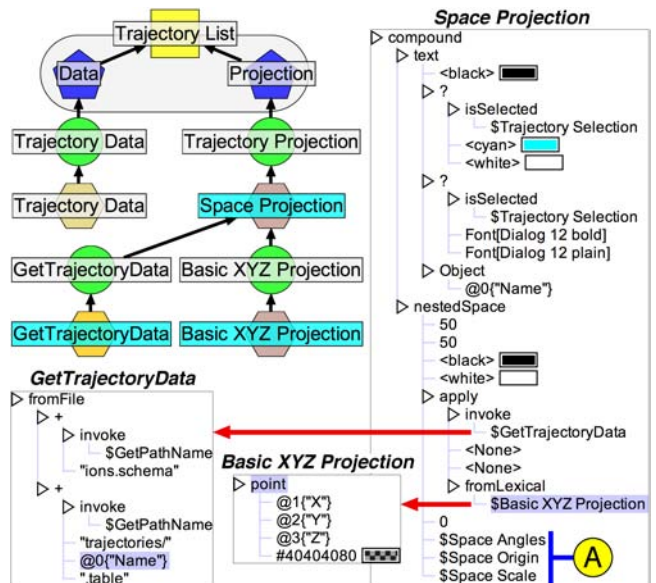 Trajectory List
Data
Projection
Trajectory Data
Trajectory Projection
Trajectory Data
Space Projection
GetTrajectoryData
Basic XYZ Projection
GetTrajectoryData
Basic XYZ Projection
GetTrajectoryData
fromFile
+
invoke
$GetPathName
"ions.schema"
+
invoke
$GetPathName
"trajectories/"
@0{"Name"}
".table"
Basic XYZ Projection
point
@1{"X"}
@2{"Y"}
@3{"Z"}
#40404080
Space Projection
compound
text
<black>
?
isSelected
$Trajectory Selection
<cyan>
<white>
?
isSelected
$Trajectory Selection
Font[Dialog 12 bold]
Font[Dialog 12 plain]
Object
@0{"Name"}
nestedSpace
50
50
<black>
<white>
apply
invoke
$GetTrajectoryData
<None>
<None>
fromLexical
$Basic XYZ Projection
0
$Space Angles
$Space Origin
$Space Scale
A